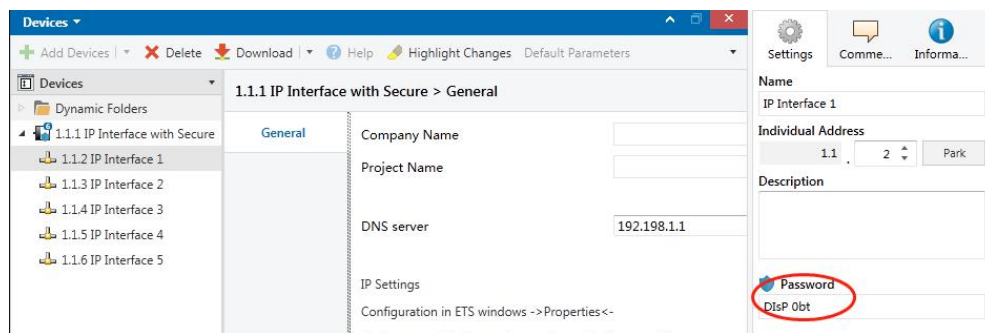 Devices
Add Devices Delete Download Help Highlight Changes Default Parameters
Devices
Dynamic Folders
1.1.1 IP Interface with Secure
1.1.2 IP Interface 1
1.1.3 IP Interface 2
1.1.4 IP Interface 3
1.1.5 IP Interface 4
1.1.6 IP Interface 5
1.1.1 IP Interface with Secure > General
General
Company Name
Project Name
DNS server 192.198.1.1
IP Settings
Configuration in ETS windows ->Properties<-
Settings Comme... Informa...
Name
IP Interface 1
Individual Address
1.1 . 2 Park
Description
Password
DIsP 0bt